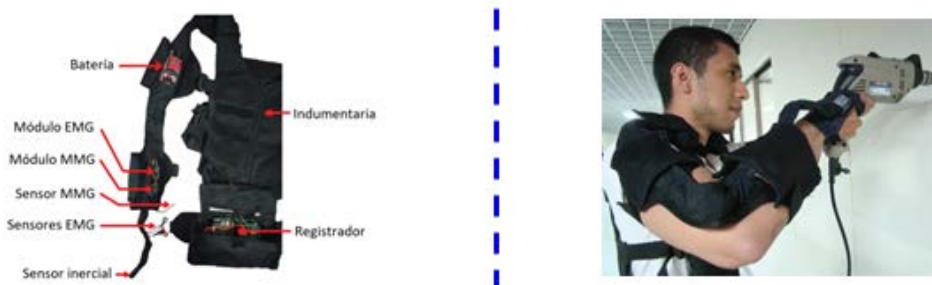 Batería
Módulo EMG
Módulo MMG
Sensor MMG
Sensores EMG
Sensor inercial
Indumentaria
Registrador